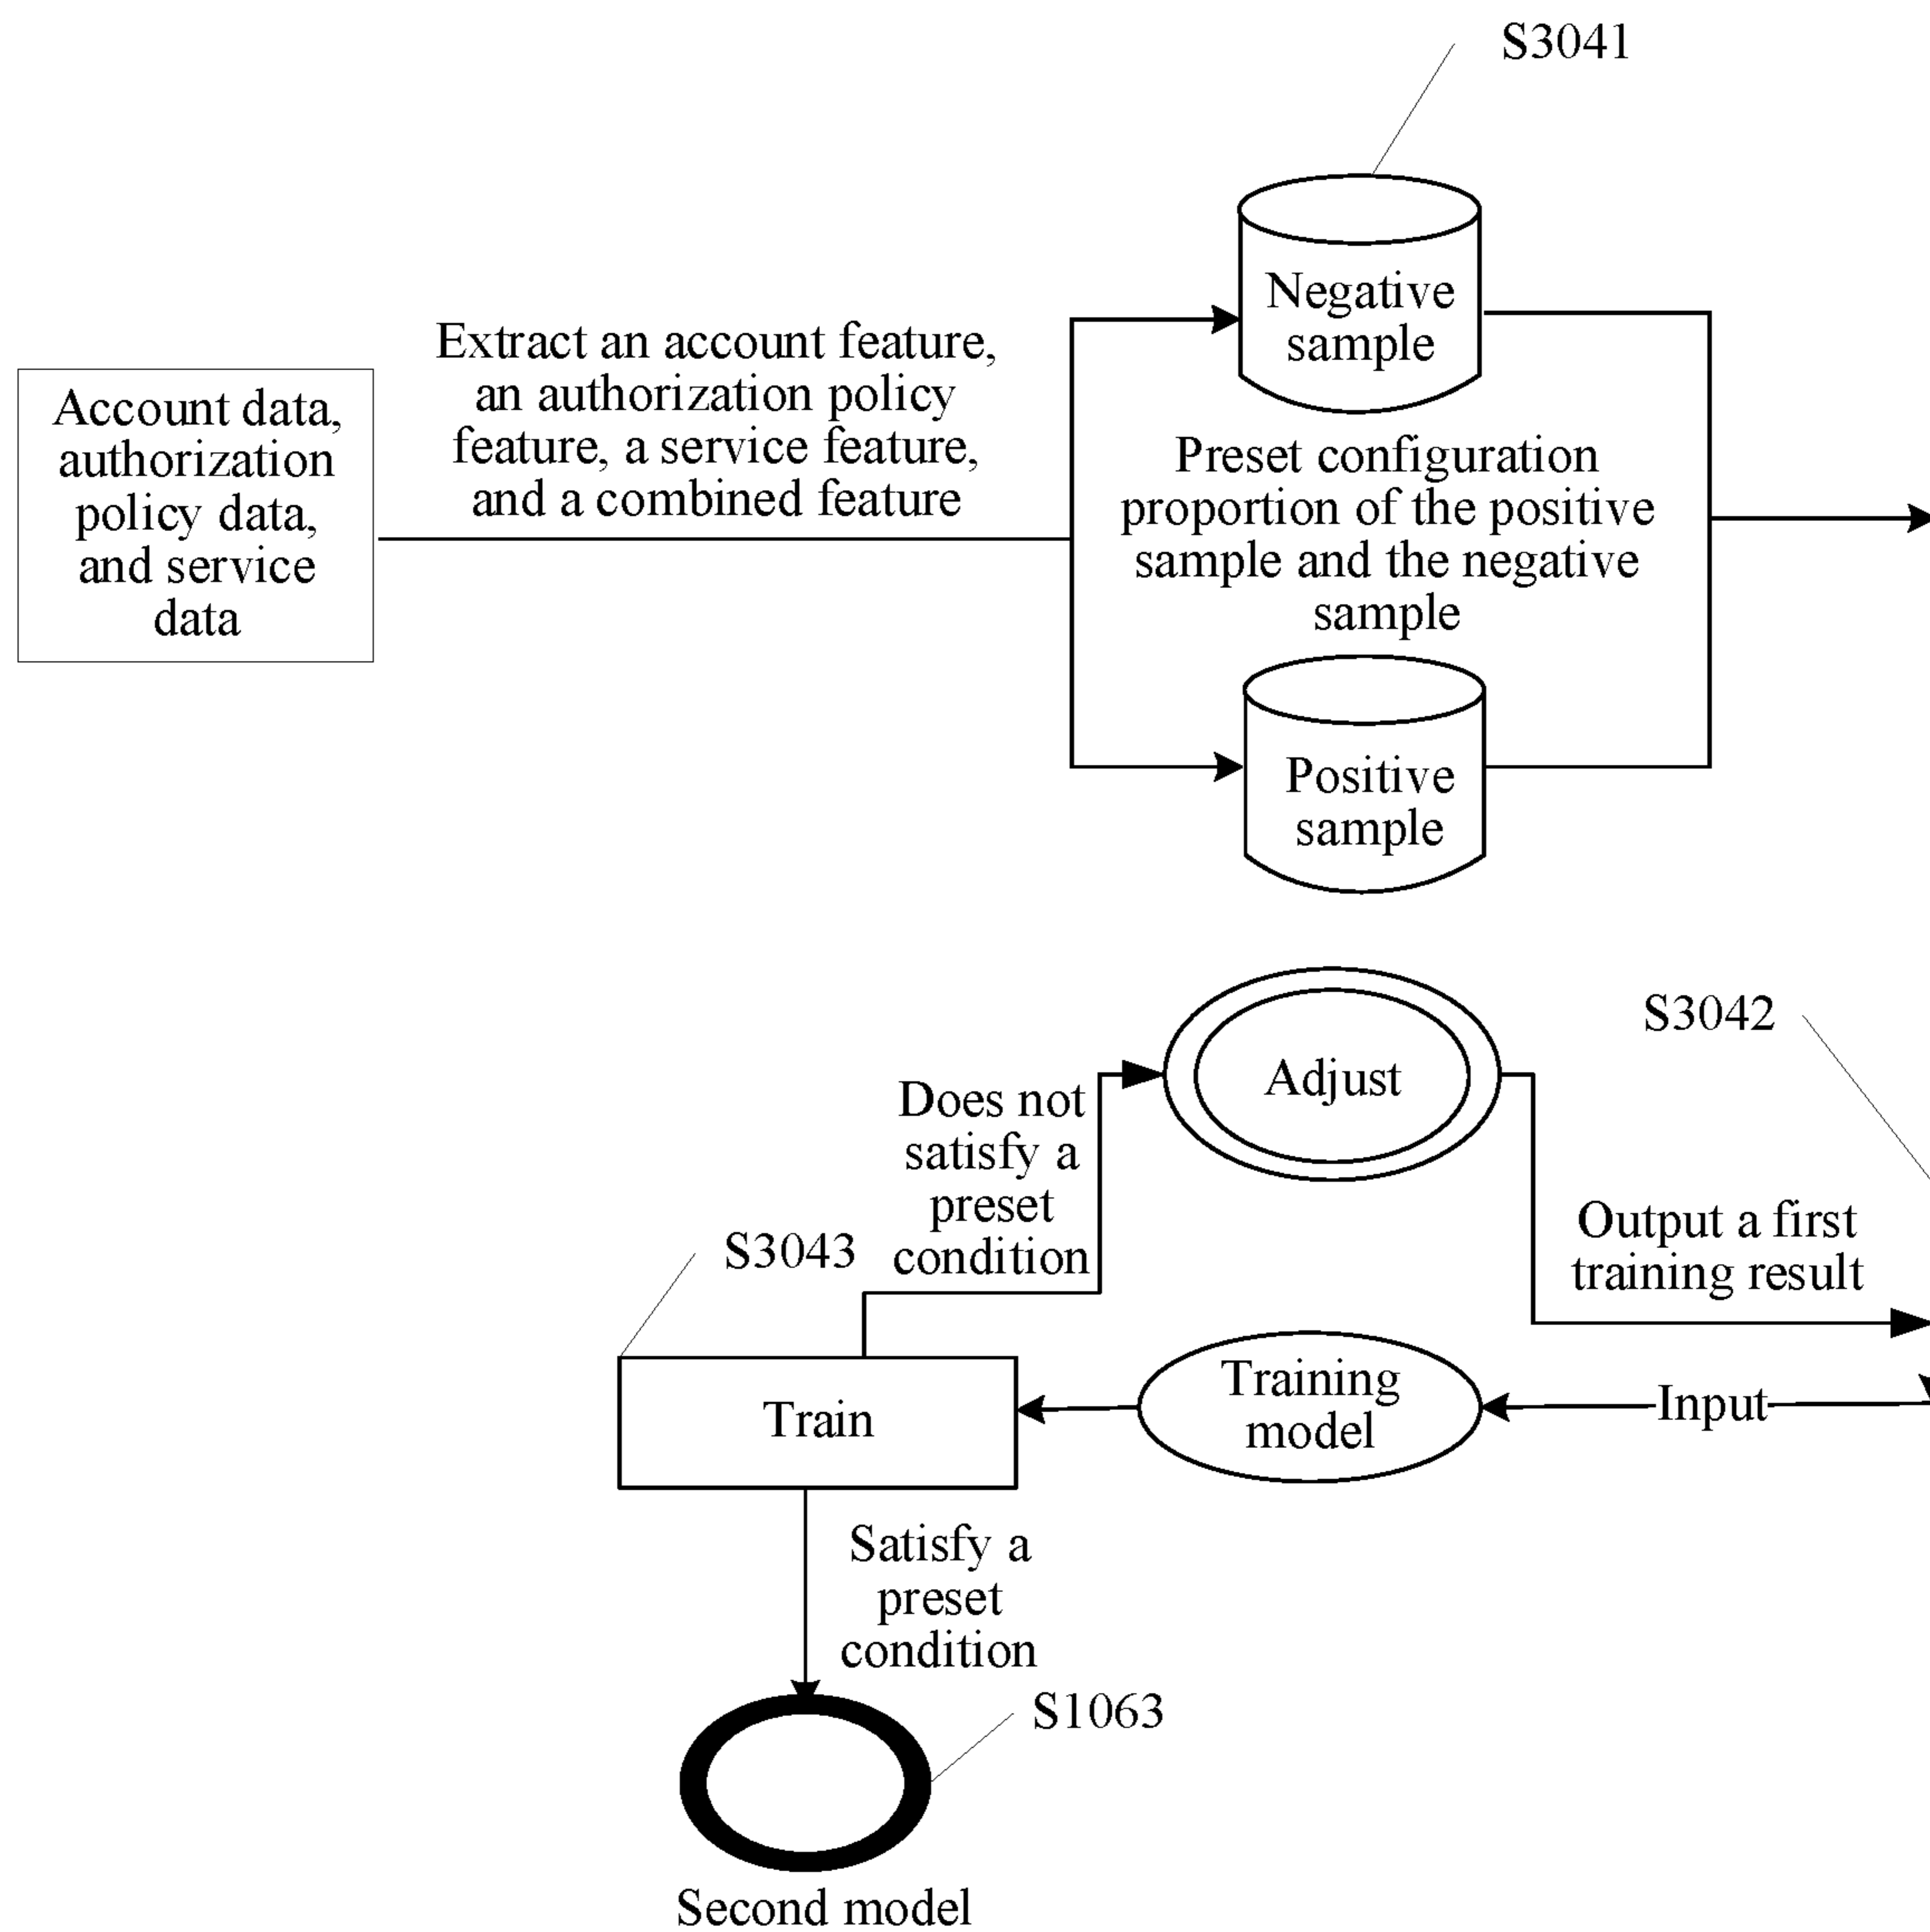 S3041
Negative
sample
Extract an account feature,
an authorization policy
feature, a service feature,
and a combined feature
Account data,
authorization
policy data,
and service
data
Preset configuration
proportion of the positive
sample and the negative
sample
Positive
sample
S3042
Adjust
Does not
satisfy a
preset
condition
Output a first
training result
S3043
Train
Training
model
Input
Satisfy a
preset
condition
S1063
Second model